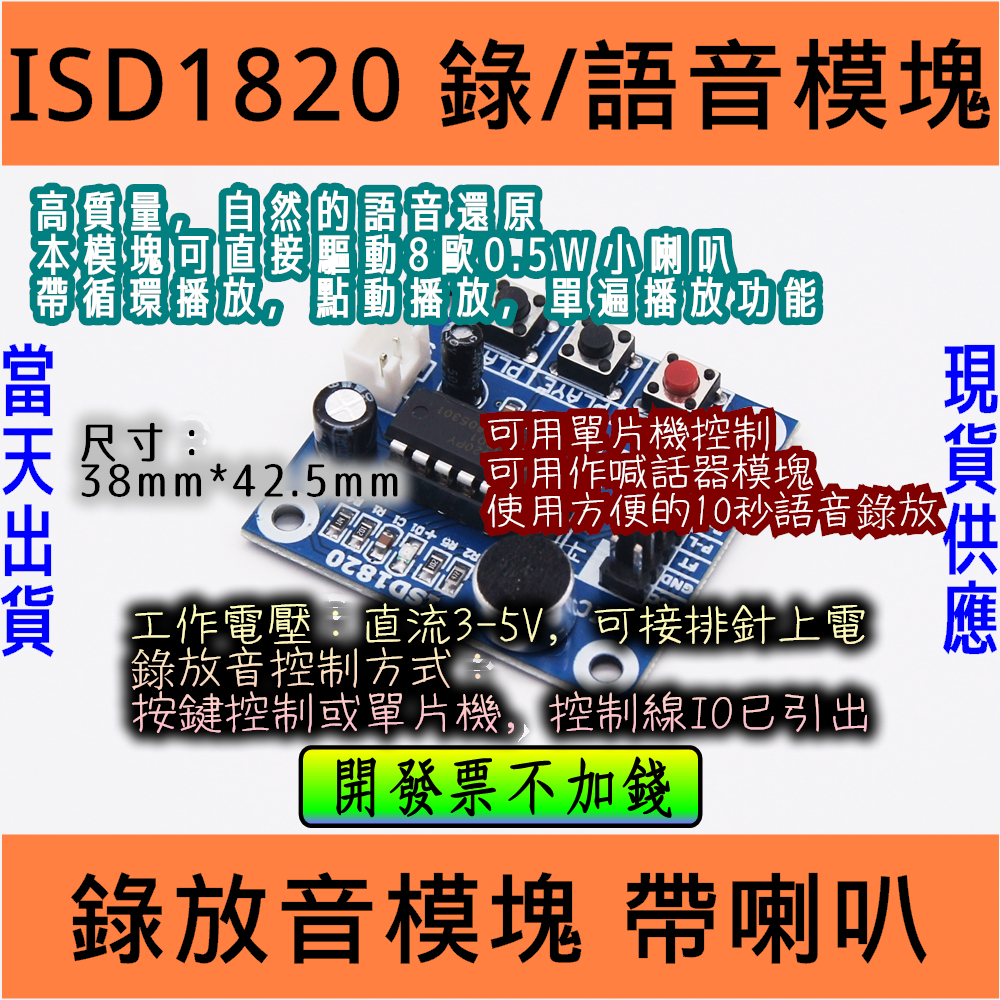 ISD1820 錄/語音模塊
高質量, 自然的語音還原
本模塊可直接驅動8歐0.5W小喇叭
帶循環播放, 點動播放, 單遍播放功能
當天出貨
現貨供應
尺寸：
38mm*42.5mm
可用單片機控制
可用作喊話器模塊
使用方便的10秒語音錄放
PLAYE
R1
C1
D1
R5
R2
GND
工作電壓：直流3-5V, 可接排針上電
錄放音控制方式：
按鍵控制或單片機, 控制線IO已引出
開發票不加錢
錄放音模塊 帶喇叭